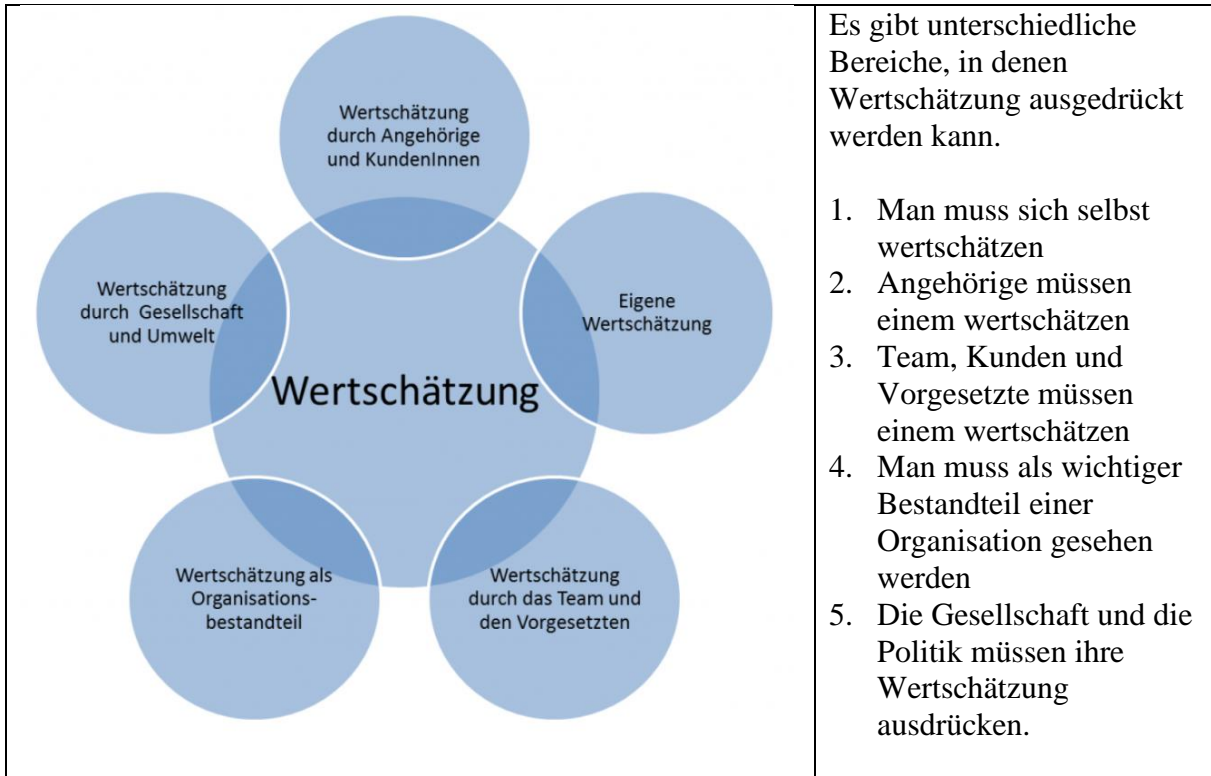 Wertschätzung
durch Angehörige
und KundenInnen
Wertschätzung
durch Gesellschaft
und Umwelt
Eigene
Wertschätzung
Wertschätzung
Wertschätzung als
Organisations-
bestandteil
Wertschätzung
durch das Team und
den Vorgesetzten
Es gibt unterschiedliche
Bereiche, in denen
Wertschätzung ausgedrückt
werden kann.
1. Man muss sich selbst
wertschätzen
2. Angehörige müssen
einem wertschätzen
3. Team, Kunden und
Vorgesetzte müssen
einem wertschätzen
4. Man muss als wichtiger
Bestandteil einer
Organisation gesehen
werden
5. Die Gesellschaft und die
Politik müssen ihre
Wertschätzung
ausdrücken.